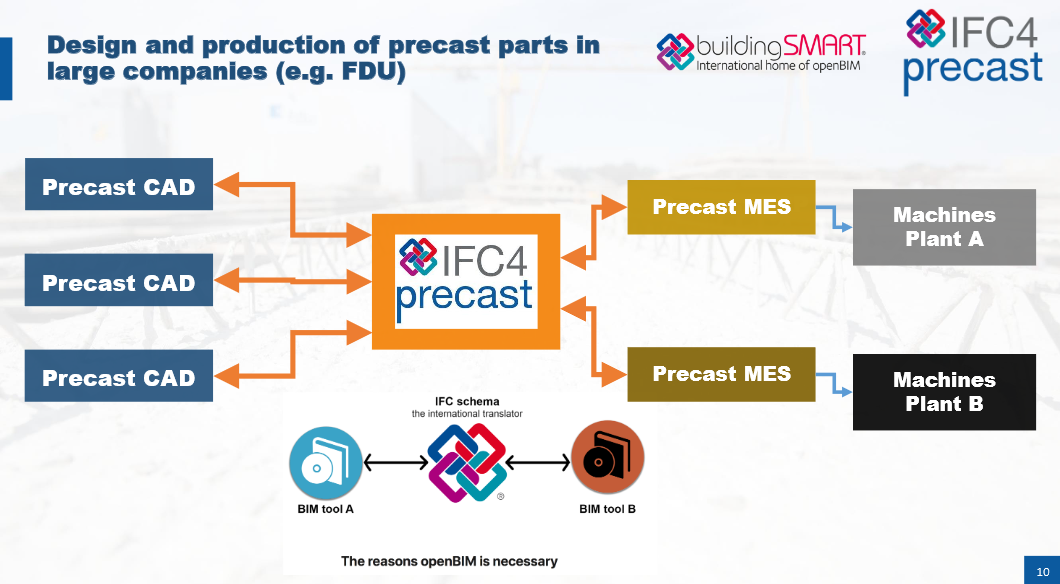 Design and production of precast parts in
large companies (e.g. FDU)
buildingSMART®
International home of openBIM
IFC4
precast
Precast CAD
Precast CAD
Precast CAD
IFC4
precast
Precast MES
Machines
Plant A
Precast MES
Machines
Plant B
IFC schema
the international translator
®
BIM tool A
BIM tool B
The reasons openBIM is necessary
10